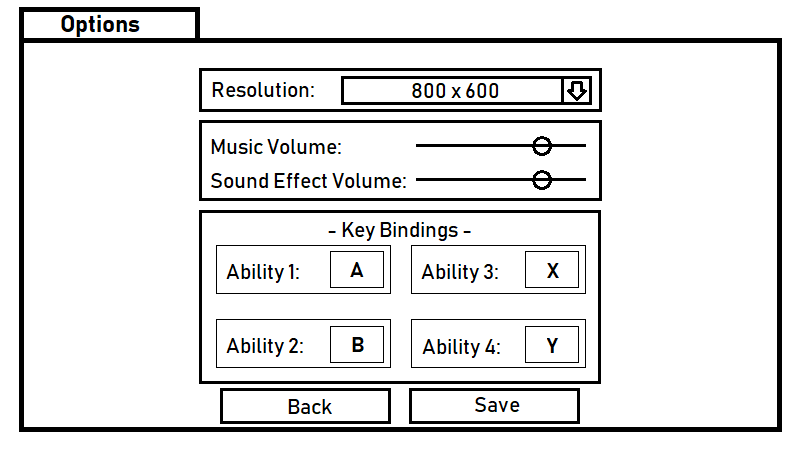 Options
Resolution: 800 x 600
Music Volume:
Sound Effect Volume:
- Key Bindings -
Ability 1: A Ability 3: X
Ability 2: B Ability 4: Y
Back Save